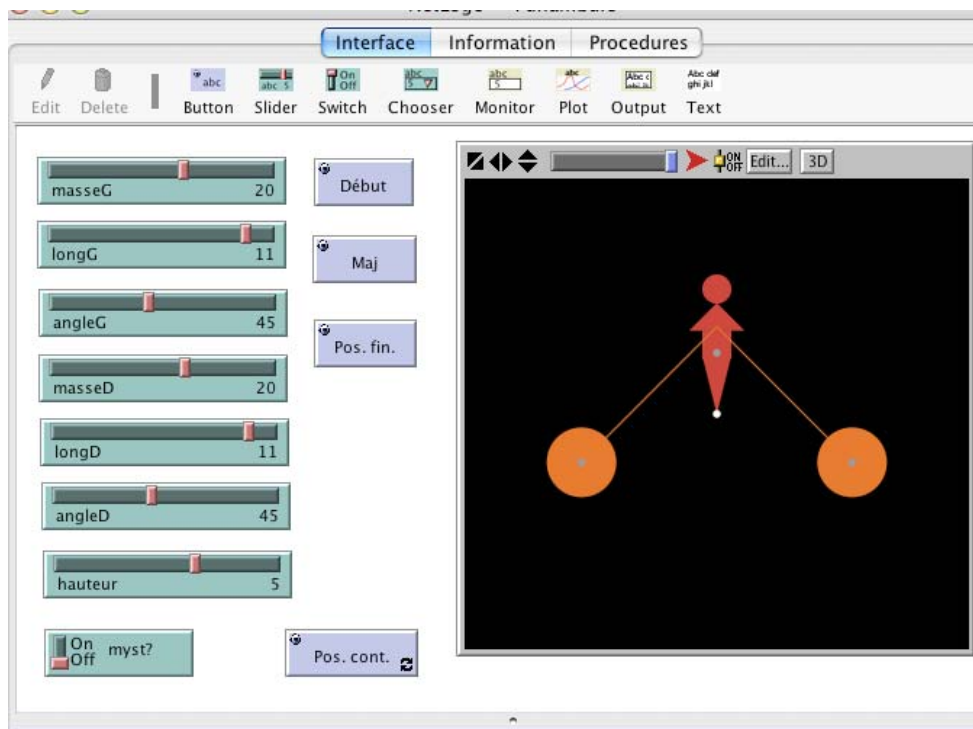 Interface Information Procedures
Edit Delete Button Slider Switch Chooser Monitor Plot Output Text
masseG 20
Début
ON
OFF
Edit...
3D
longG 11
Maj
angleG 45
Pos. fin.
masseD 20
longD 11
angleD 45
hauteur 5
On
Off
myst?
Pos. cont.